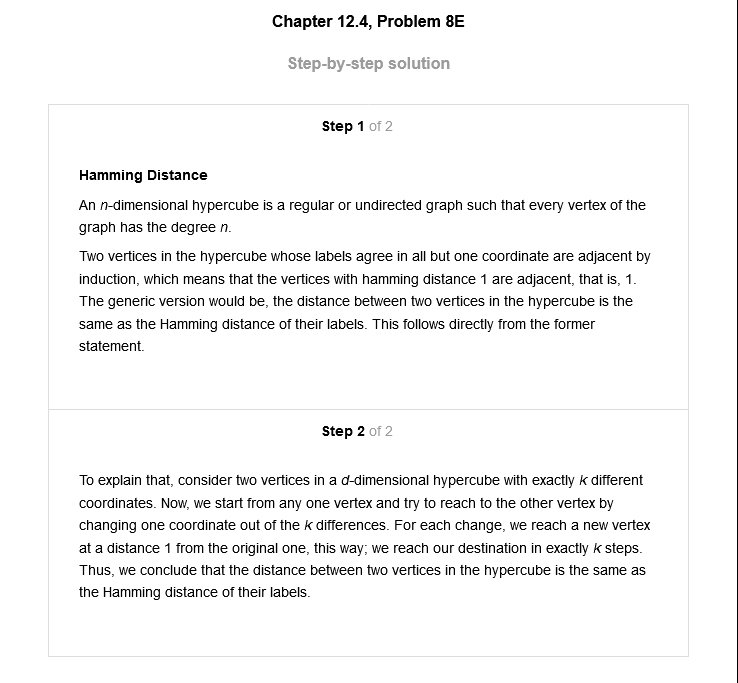 Chapter 12.4, Problem 8E
Step-by-step solution
Step 1 of 2
Hamming Distance
An n-dimensional hypercube is a regular or undirected graph such that every vertex of the
graph has the degree n.
Two vertices in the hypercube whose labels agree in all but one coordinate are adjacent by
induction, which means that the vertices with hamming distance 1 are adjacent, that is, 1.
The generic version would be, the distance between two vertices in the hypercube is the
same as the Hamming distance of their labels. This follows directly from the former
statement.
Step 2 of 2
To explain that, consider two vertices in a d-dimensional hypercube with exactly k different
coordinates. Now, we start from any one vertex and try to reach to the other vertex by
changing one coordinate out of the k differences. For each change, we reach a new vertex
at a distance 1 from the original one, this way; we reach our destination in exactly k steps.
Thus, we conclude that the distance between two vertices in the hypercube is the same as
the Hamming distance of their labels.